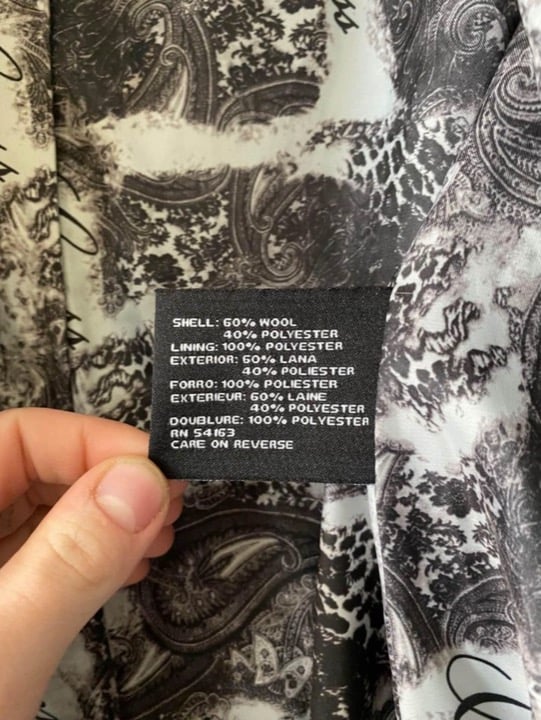 SHELL: 60% WOOL
40% POLYESTER
LINING: 100% POLYESTER
EXTERIOR: 60% LANA
40% POLIESTER
FORRO: 100% POLIESTER
EXTERIEUR: 60% LAINE
40% POLYESTER
DOUBLURE: 100% POLYESTER
RN 54163
CARE ON REVERSE